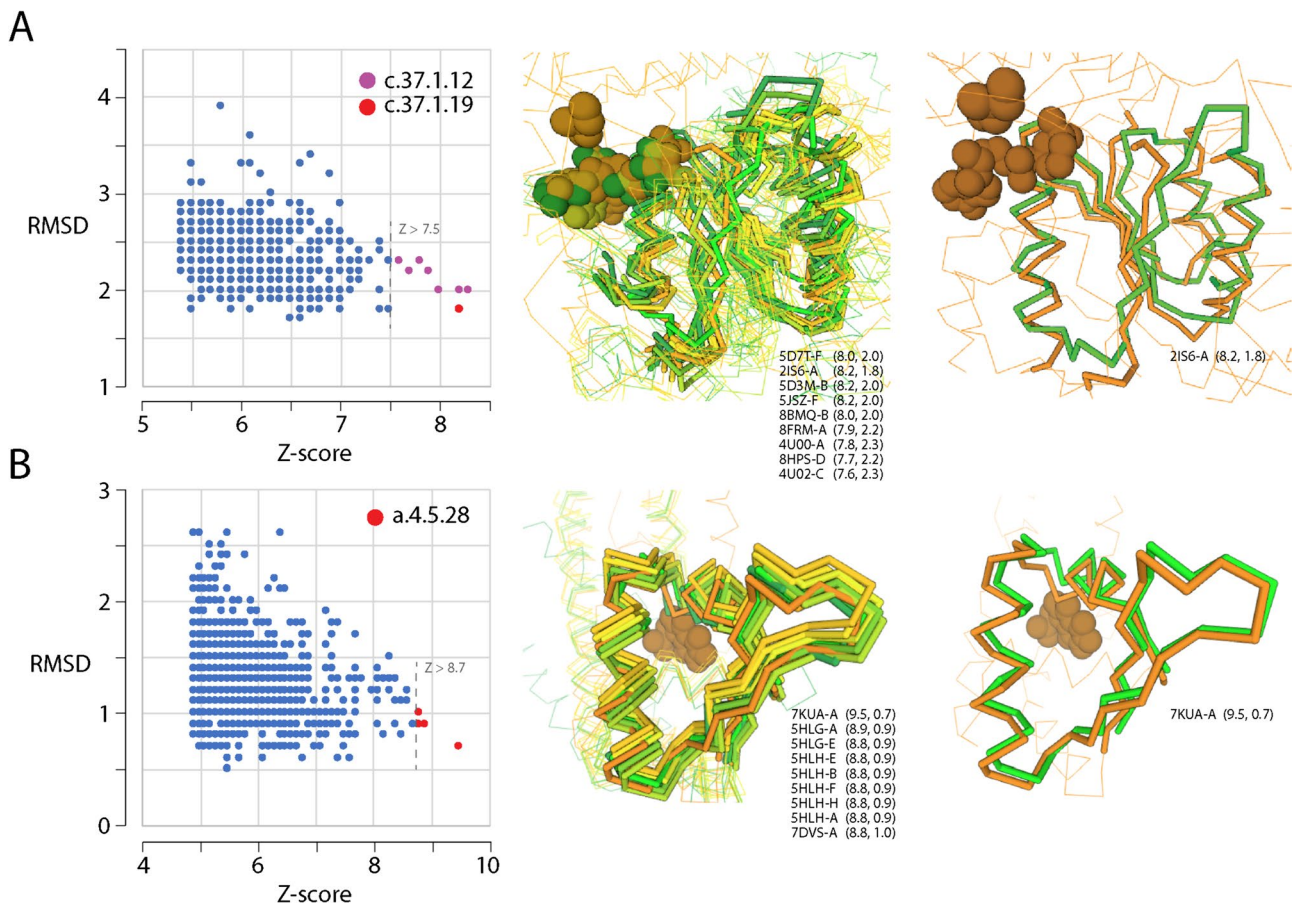 A
c.37.1.12
c.37.1.19
4
3
RMSD
2
1
Z > 7.5
5
6
7
8
Z-score
5D7T-F (8.0, 2.0)
2IS6-A (8.2, 1.8)
5D3M-B (8.2, 2.0)
5JSZ-F (8.2, 2.0)
8BMQ-B (8.0, 2.0)
8FRM-A (7.9, 2.2)
4U00-A (7.8, 2.3)
8HPS-D (7.7, 2.2)
4U02-C (7.6, 2.3)
2IS6-A (8.2, 1.8)
B
a.4.5.28
3
2
RMSD
1
0
Z > 8.7
4
6
8
10
Z-score
7KUA-A (9.5, 0.7)
5HLG-A (8.9, 0.9)
5HLG-E (8.8, 0.9)
5HLH-E (8.8, 0.9)
5HLH-B (8.8, 0.9)
5HLH-F (8.8, 0.9)
5HLH-H (8.8, 0.9)
5HLH-A (8.8, 0.9)
7DVS-A (8.8, 1.0)
7KUA-A (9.5, 0.7)